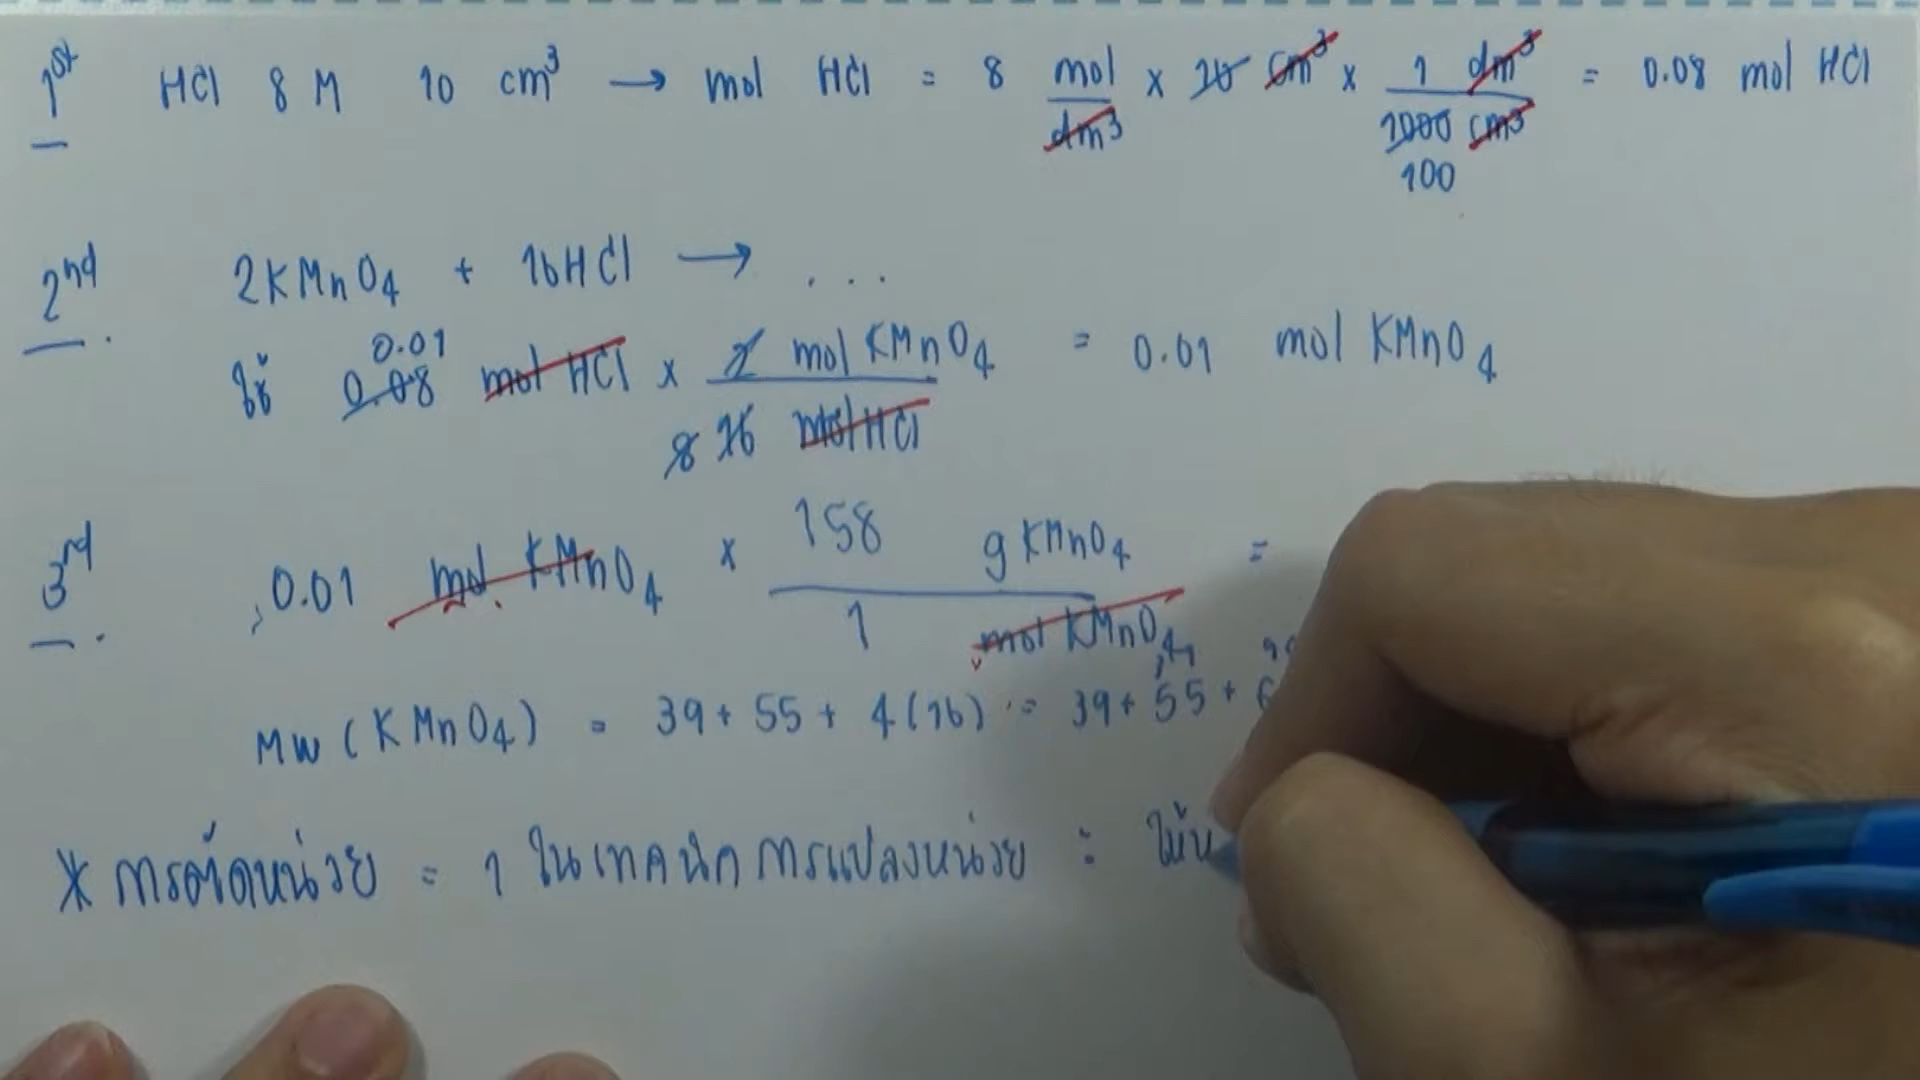 1st HCl 8 M 10 cm³ → mol HCl = 8 mol/dm³ x 10 cm³ x 1 dm³/1000 cm³ = 0.08 mol HCl
100
2nd. 2KMnO₄ + 16HCl → ...
0.01
ใช้ 0.08 mol HCl x 2 mol KMnO₄ = 0.01 mol KMnO₄
8 16 mol HCl
3rd. 0.01 mol KMnO₄ x 158 g KMnO₄ =
1 mol KMnO₄
MW (KMnO₄) = 39 + 55 + 4(16) = 39 + 55 + 6
* การตัดหน่วย = 1 ในเทคนิคการแปลงหน่วย :